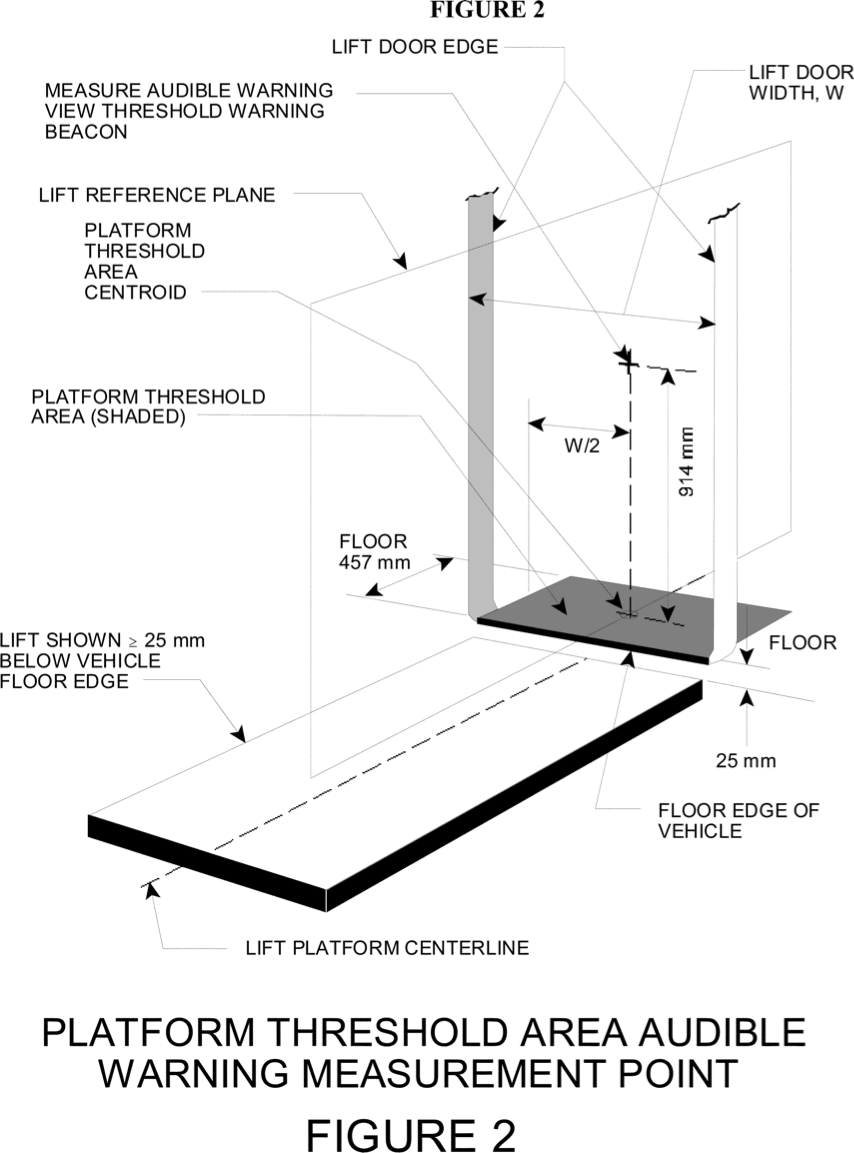 FIGURE 2
LIFT DOOR EDGE
LIFT DOOR
WIDTH, W
MEASURE AUDIBLE WARNING
VIEW THRESHOLD WARNING
BEACON
LIFT REFERENCE PLANE
PLATFORM
THRESHOLD
AREA
CENTROID
PLATFORM THRESHOLD
AREA (SHADED)
W/2
914 mm
FLOOR
457 mm
LIFT SHOWN ≥ 25 mm
BELOW VEHICLE
FLOOR EDGE
FLOOR
25 mm
FLOOR EDGE OF
VEHICLE
LIFT PLATFORM CENTERLINE
PLATFORM THRESHOLD AREA AUDIBLE
WARNING MEASUREMENT POINT
FIGURE 2